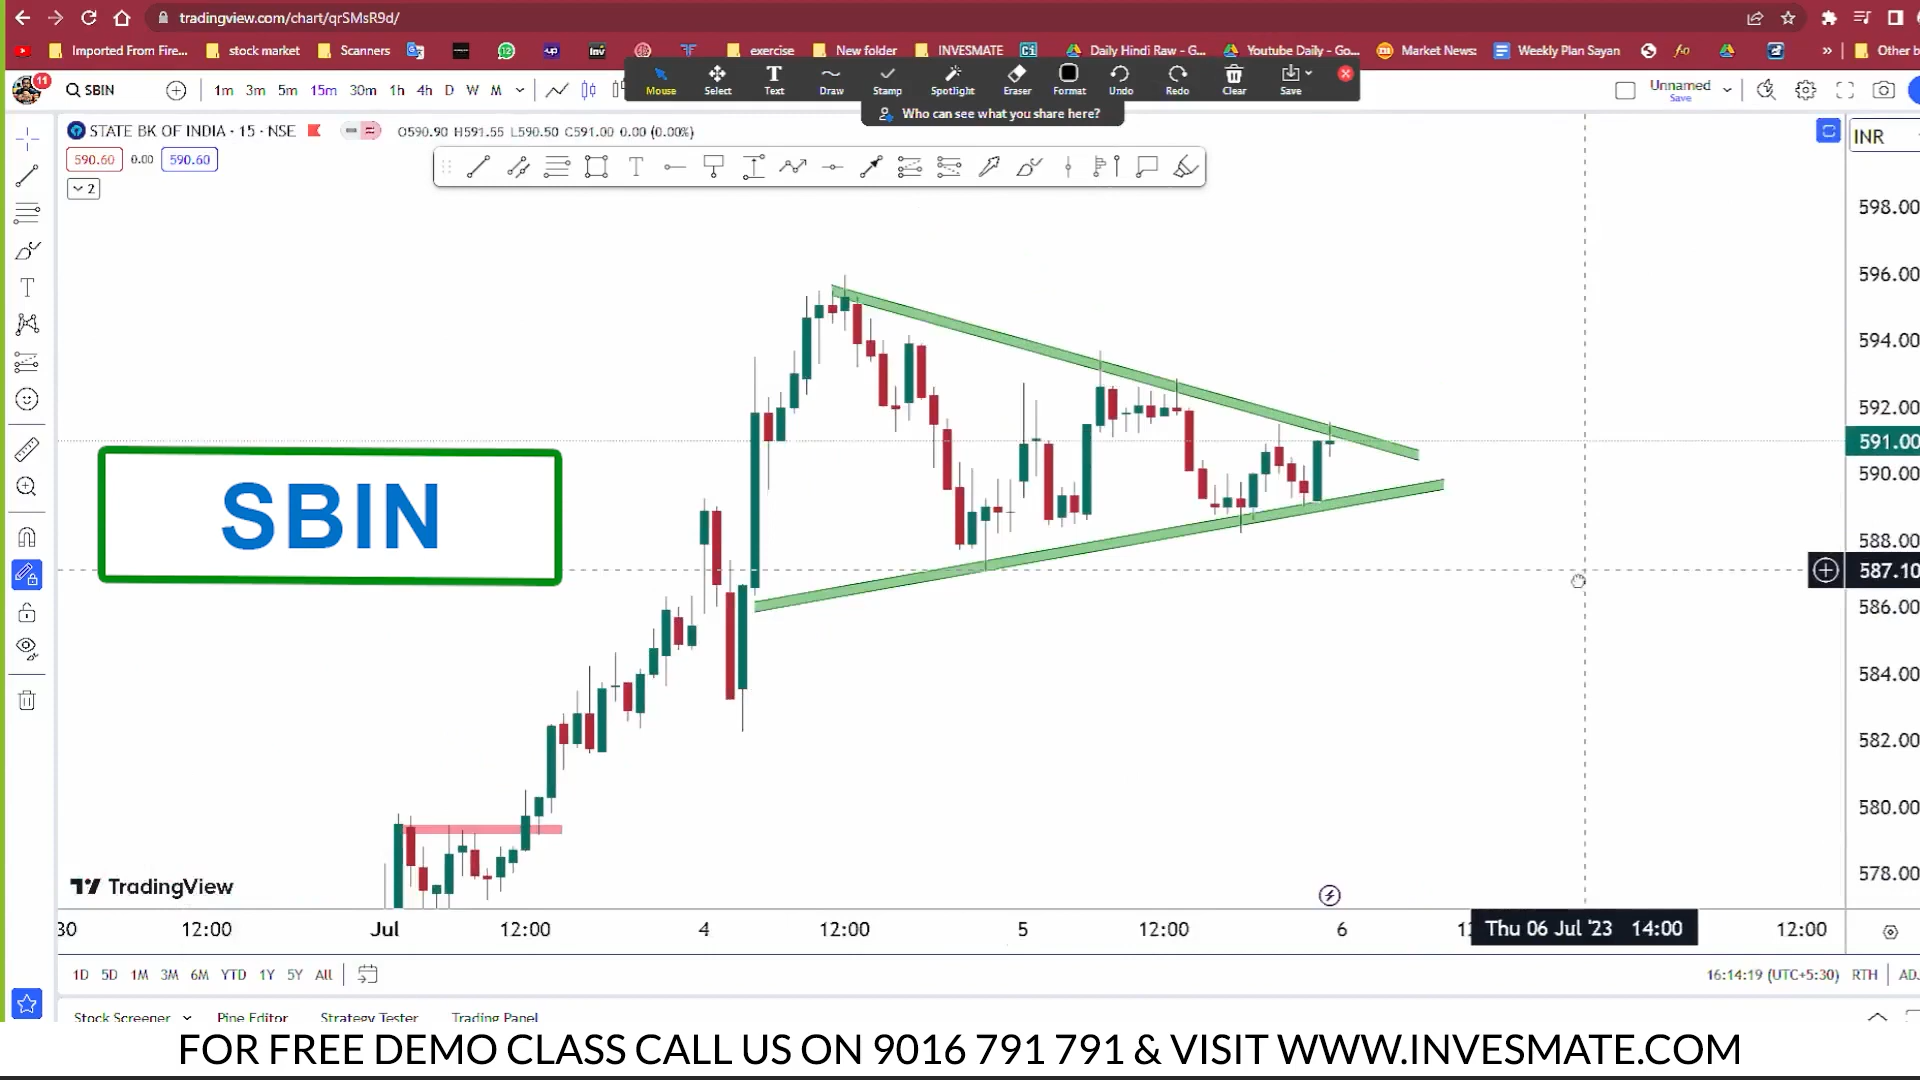 tradingview.com/chart/qrSMsR9d/
Imported From Fire... stock market Scanners 12 up inv exercise New folder INVESMATE Ci Daily Hindi Raw - G... Youtube Daily - Go... Market News: Weekly Plan Sayan Other b
11 SBIN 1m 3m 5m 15m 30m 1h 4h D W M
Mouse Select Text Draw Stamp Spotlight Eraser Format Undo Redo Clear Save
Unnamed
Save
Who can see what you share here?
STATE BK OF INDIA · 15 · NSE O590.90 H591.55 L590.50 C591.00 0.00 (0.00%)
INR
590.60 0.00 590.60
2
598.00
596.00
594.00
592.00
591.00
590.00
588.00
587.10
586.00
584.00
582.00
580.00
578.00
SBIN
TradingView
30 12:00 Jul 12:00 4 12:00 5 12:00 6 Thu 06 Jul '23 14:00 12:00
1D 5D 1M 3M 6M YTD 1Y 5Y All 16:14:19 (UTC+5:30) RTH ADJ
Stock Screener Pine Editor Strategy Tester Trading Panel
FOR FREE DEMO CLASS CALL US ON 9016 791 791 & VISIT WWW.INVESMATE.COM